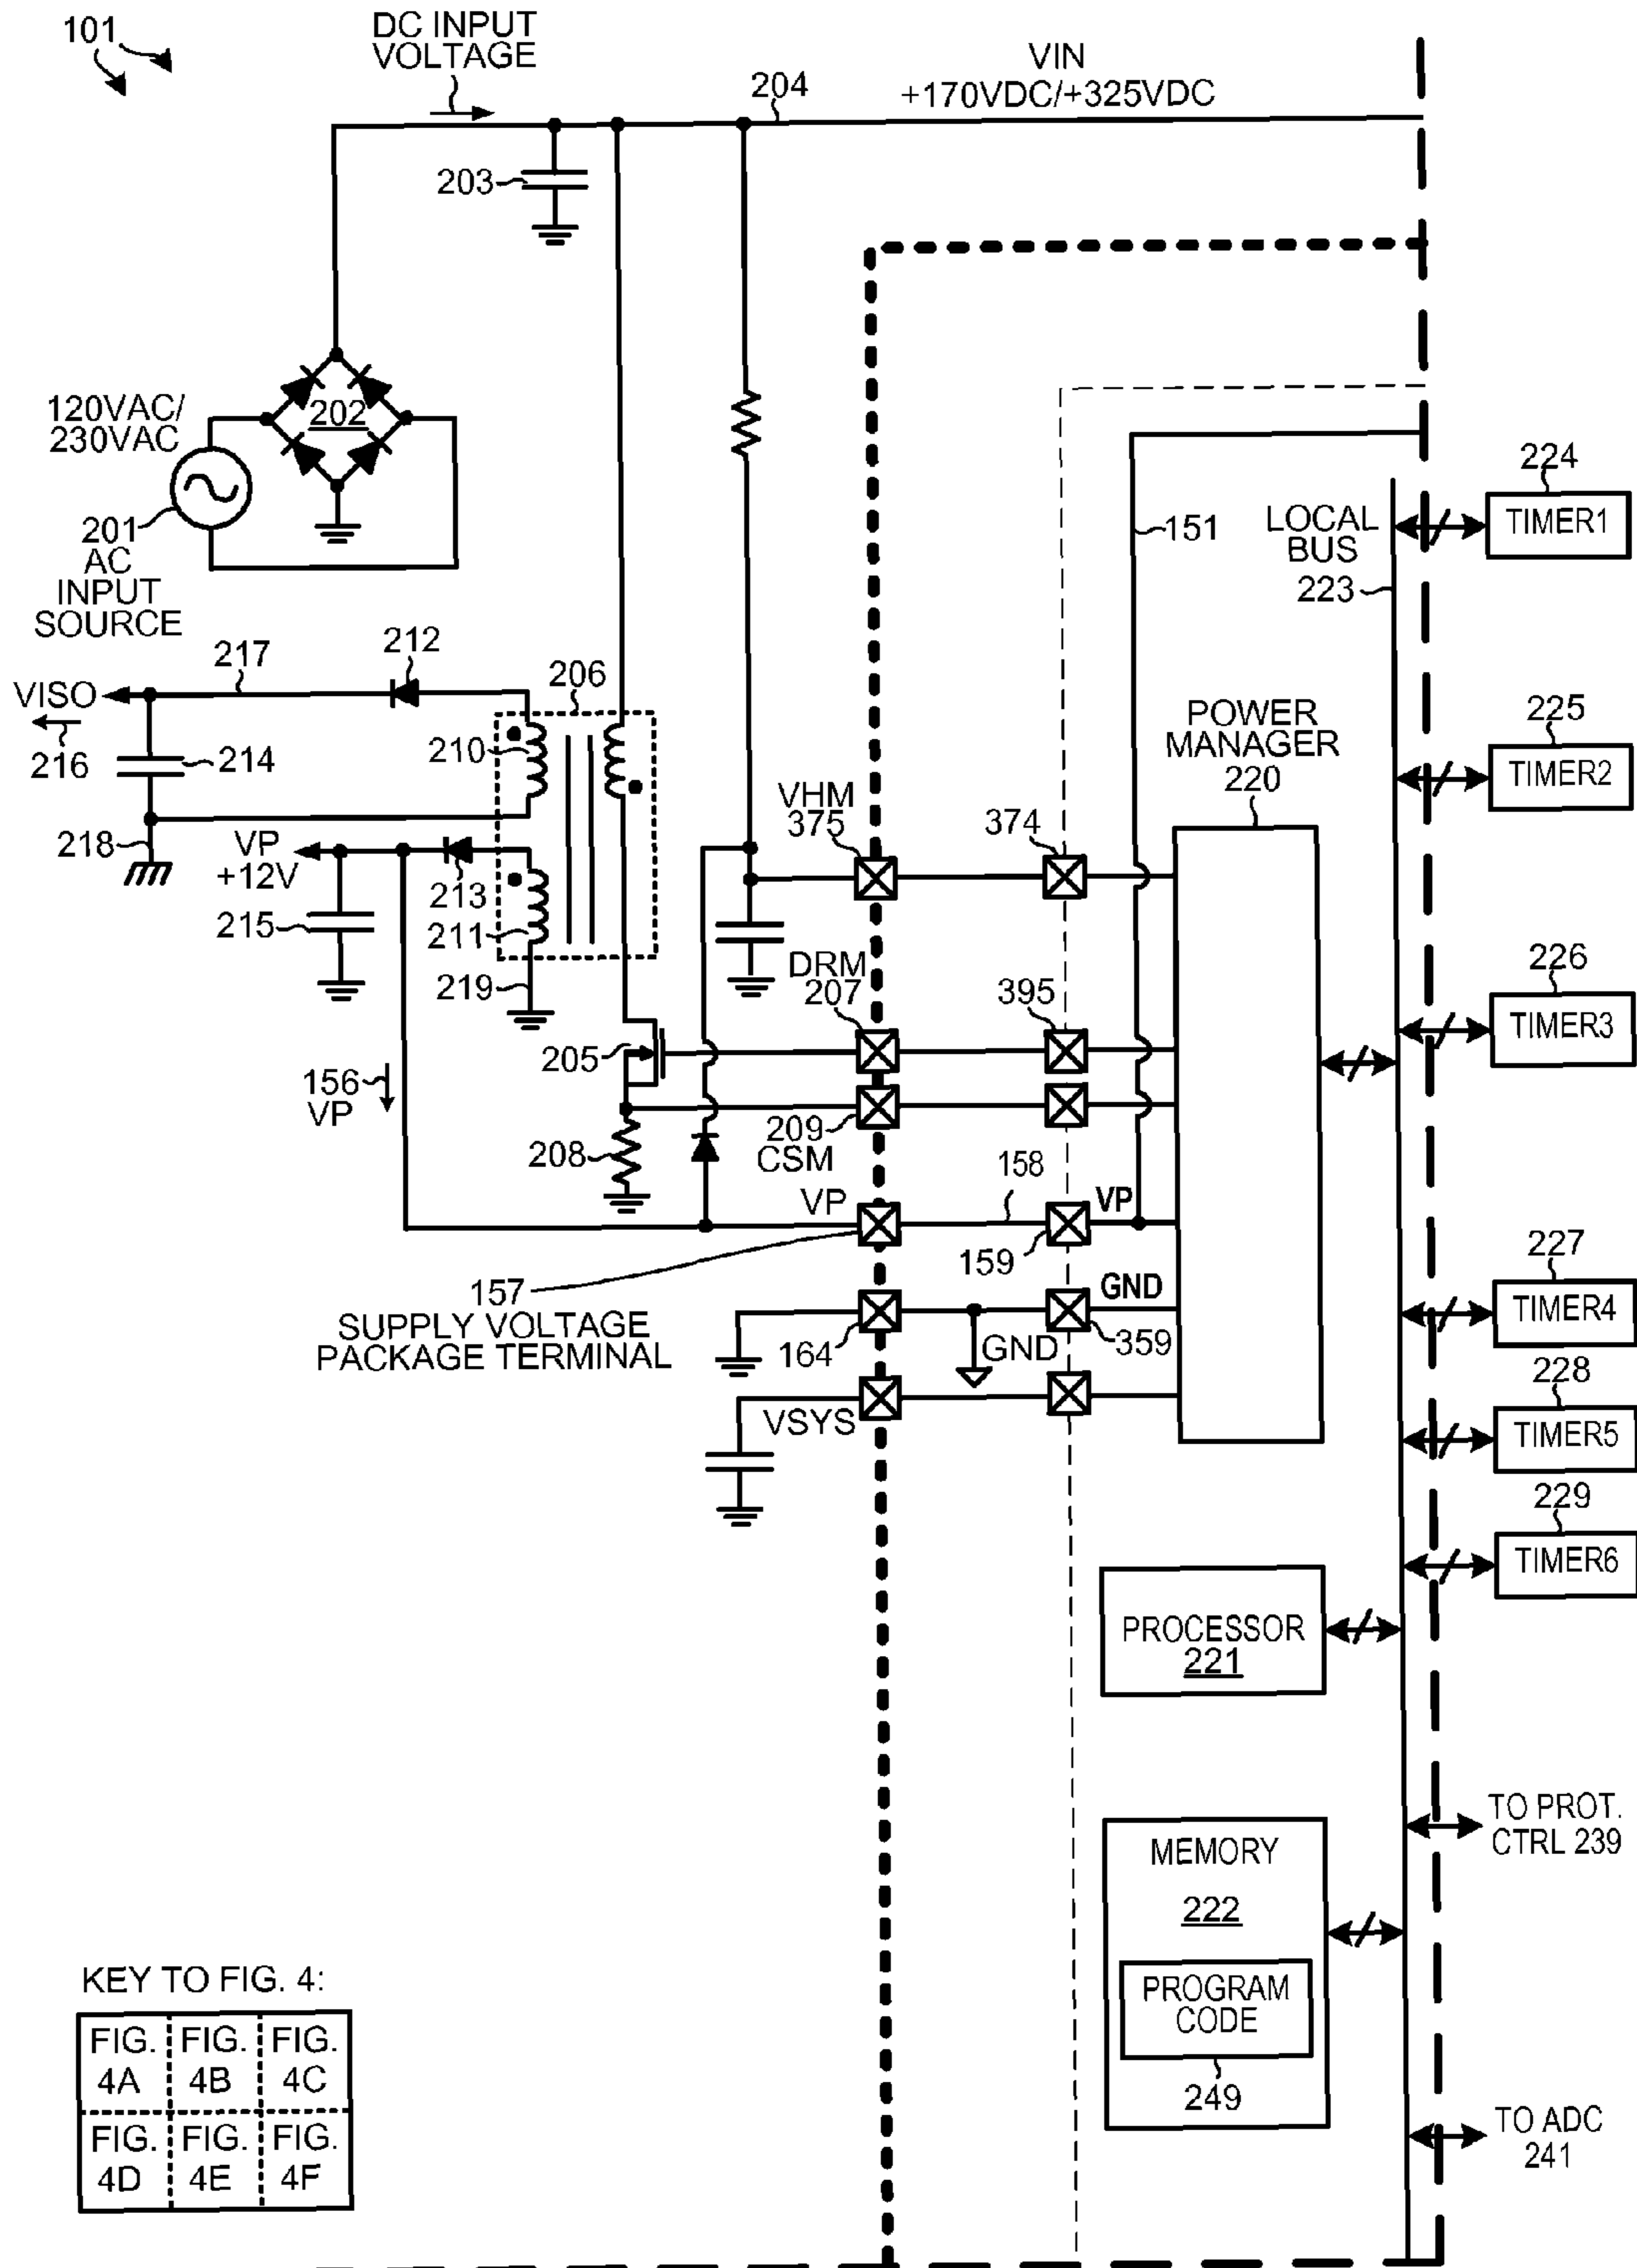 101
DC INPUT
VOLTAGE
204
VIN
+170VDC/+325VDC
203
202
120VAC/
230VAC
201
AC
INPUT
SOURCE
151
LOCAL
BUS
223
224
TIMER1
217
212
206
VISO
216
214
210
218
VP
+12V
213
215
211
219
VHM
375
374
POWER
MANAGER
220
225
TIMER2
DRM
207
395
226
TIMER3
205
156
VP
208
209
CSM
VP
158
VP
159
157
SUPPLY VOLTAGE
PACKAGE TERMINAL
164
GND
GND
359
VSYS
227
TIMER4
228
TIMER5
229
TIMER6
PROCESSOR
221
TO PROT.
CTRL 239
MEMORY
222
PROGRAM
CODE
249
TO ADC
241
KEY TO FIG. 4:
FIG. 4A
FIG. 4B
FIG. 4C
FIG. 4D
FIG. 4E
FIG. 4F